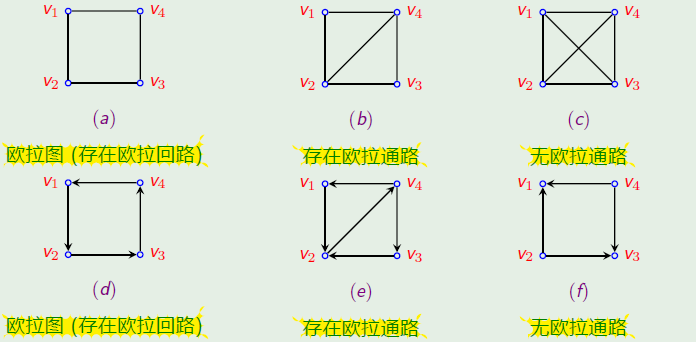 v₁ v₄ v₁ v₄ v₁ v₄
v₂ v₃ v₂ v₃ v₂ v₃
(a) (b) (c)
欧拉图 (存在欧拉回路) 存在欧拉通路 无欧拉通路
v₁ v₄ v₁ v₄ v₁ v₄
v₂ v₃ v₂ v₃ v₂ v₃
(d) (e) (f)
欧拉图 (存在欧拉回路) 存在欧拉通路 无欧拉通路